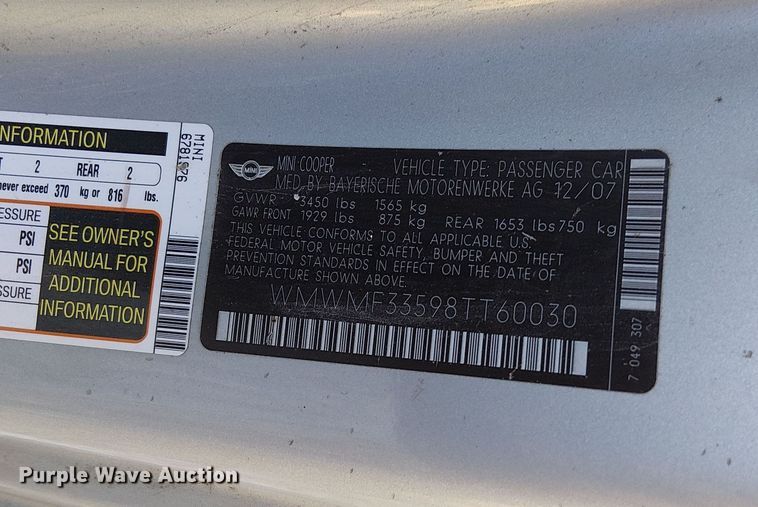 INFORMATION
2 REAR 2
never exceed 370 kg or 816 lbs.
PRESSURE
PSI
PSI
SEE OWNER'S
MANUAL FOR
ADDITIONAL
INFORMATION
MINI
MINI
MINI COOPER VEHICLE TYPE: PASSENGER CAR
MFD BY BAYERISCHE MOTORENWERKE AG 12/07
GVWR 3450 lbs 1565 kg
GAWR FRONT 1929 lbs 875 kg REAR 1653 lbs 750 kg
THIS VEHICLE CONFORMS TO ALL APPLICABLE U.S.
FEDERAL MOTOR VEHICLE SAFETY, BUMPER AND THEFT
PREVENTION STANDARDS IN EFFECT ON THE DATE OF
MANUFACTURE SHOWN ABOVE.
WMWMF33598TT60030
7 049 307
Purple Wave Auction